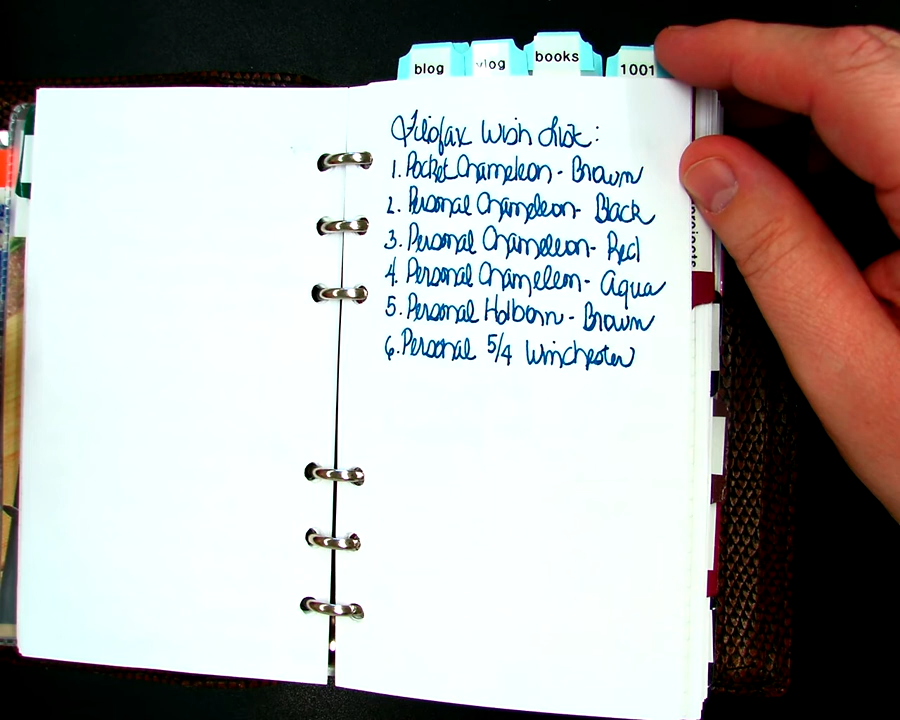 blog
vlog
books
1001
Filofax Wish List:
1. Pocket Chameleon - Brown
2. Personal Chameleon - Black
3. Personal Chameleon - Red
4. Personal Chameleon - Aqua
5. Personal Holborn - Brown
6. Personal 5/4 Winchester